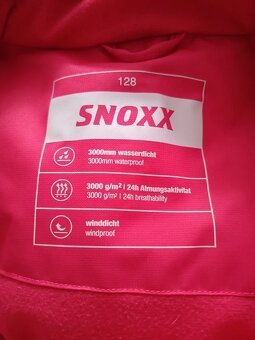 128
SNOXX
3000mm wasserdicht
3000mm waterproof
3000 g/m² | 24h Atmungsaktivität
3000 g/m² | 24h breathability
winddicht
windproof